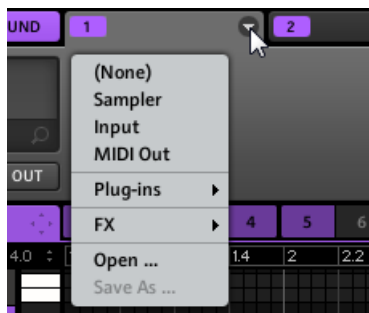 UND 1 2
(None)
Sampler
Input
MIDI Out
OUT
Plug-ins
FX 4 5 6
4.0 1.4 2 2.2
Open ...
Save As ...